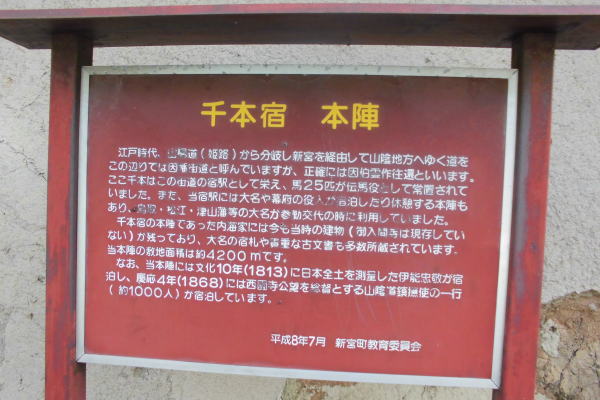 千本宿 本陣
江戸時代、山陽道(姫路)から分岐し新宮を経由して山陰地方へゆく道を
この辺りでは因幡街道と呼んでいますが、正確には因伯雲作往還といいます。
ここ千本はこの街道の宿駅として栄え、馬25匹が伝馬役として常置されて
いました。また、当宿駅には大名や幕府の役人が宿泊したり休憩する本陣も
あり、鳥取・松江・津山藩等の大名が参勤交代の時に利用していました。
千本宿の本陣であった内海家には今も当時の建物(御入間等は現存してい
ない)が残っており、大名の宿札や貴重な古文書も多数所蔵されています。
当本陣の敷地面積は約4200㎡です。
なお、当本陣には文化10年(1813)に日本全土を測量した伊能忠敬が宿
泊し、慶応4年(1868)には西園寺公望を総督とする山陰道鎮撫使の一行
(約1000人)が宿泊しています。
平成8年7月 新宮町教育委員会